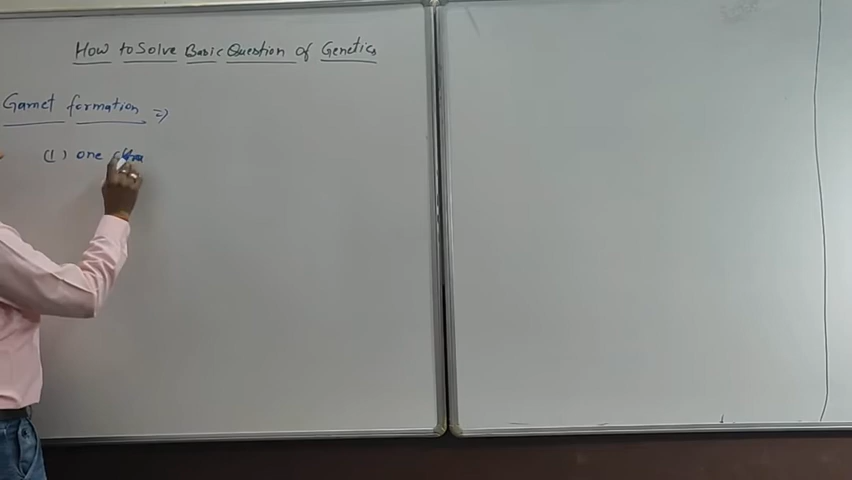 How to Solve Basic Question of Genetics
Gamet formation ⇒
(1) one